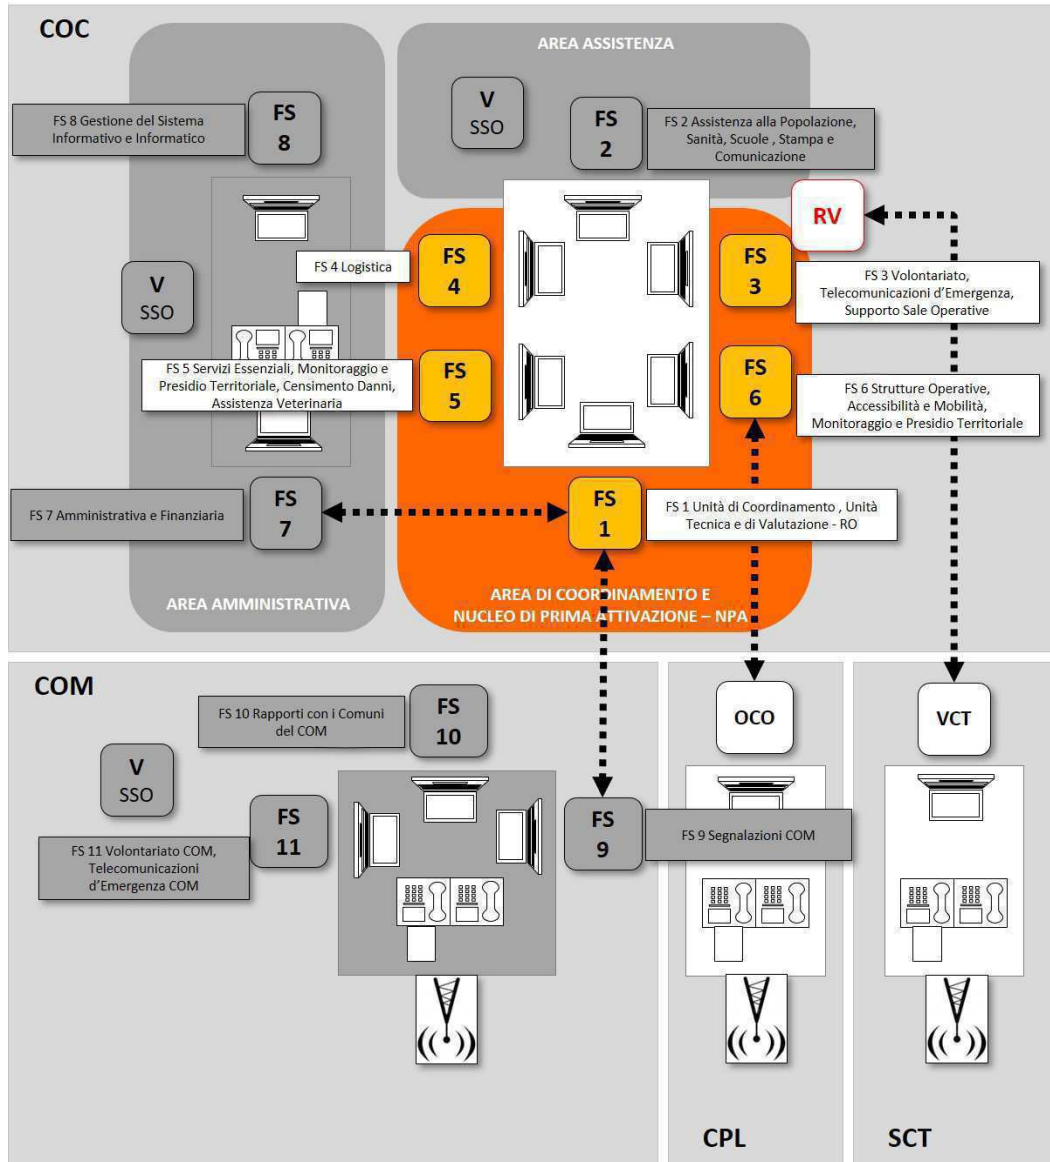 COC
AREA ASSISTENZA
V
SSO
FS
8
FS 8 Gestione del Sistema
Informativo e Informatico
FS
2
FS 2 Assistenza alla Popolazione,
Sanità, Scuole , Stampa e
Comunicazione
RV
FS 4 Logistica
FS
4
FS
3
FS 3 Volontariato,
Telecomunicazioni d'Emergenza,
Supporto Sale Operative
V
SSO
FS 5 Servizi Essenziali, Monitoraggio e
Presidio Territoriale, Censimento Danni,
Assistenza Veterinaria
FS
5
FS
6
FS 6 Strutture Operative,
Accessibilità e Mobilità,
Monitoraggio e Presidio Territoriale
FS 7 Amministrativa e Finanziaria
FS
7
FS
1
FS 1 Unità di Coordinamento , Unità
Tecnica e di Valutazione - RO
AREA AMMINISTRATIVA
AREA DI COORDINAMENTO E
NUCLEO DI PRIMA ATTIVAZIONE – NPA
COM
FS 10 Rapporti con i Comuni
del COM
FS
10
OCO
VCT
V
SSO
FS 11 Volontariato COM,
Telecomunicazioni
d'Emergenza COM
FS
11
FS
9
FS 9 Segnalazioni COM
CPL
SCT